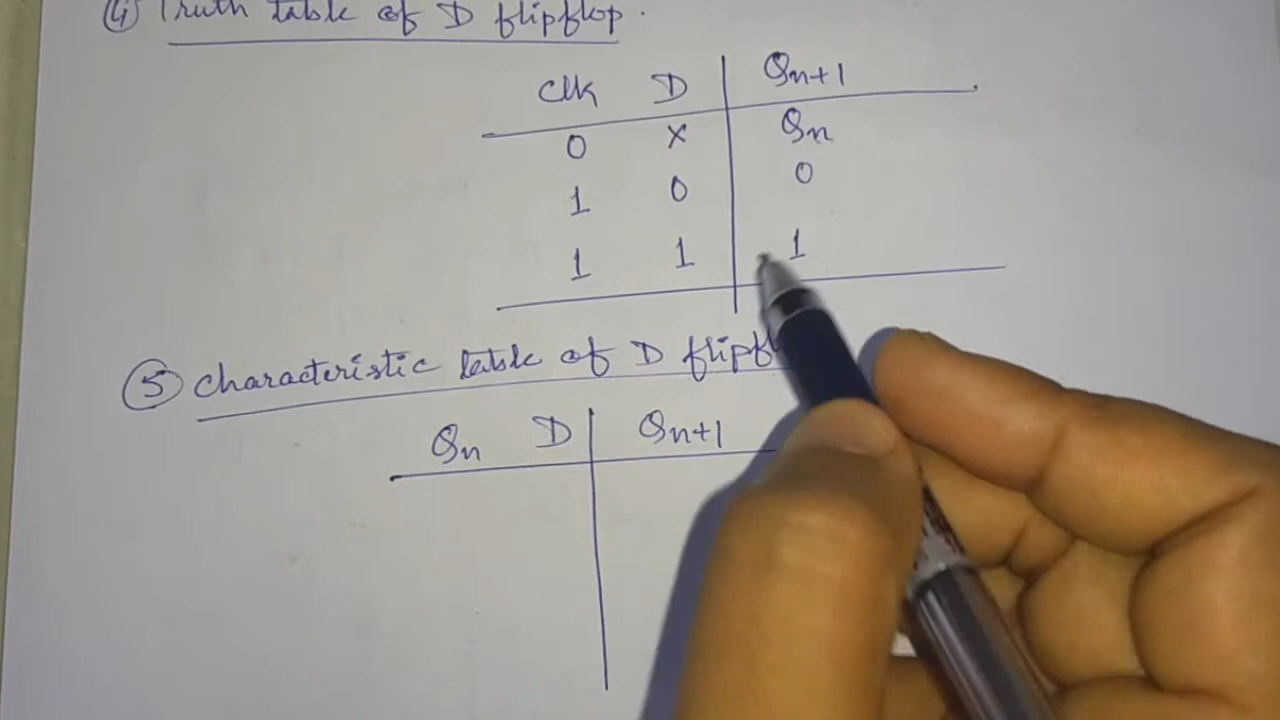 ④ Truth table of D flipflop.
Clk D Qn+1
0 x Qn
1 0 0
1 1 1
⑤ characteristic table of D
Qn D Qn+1